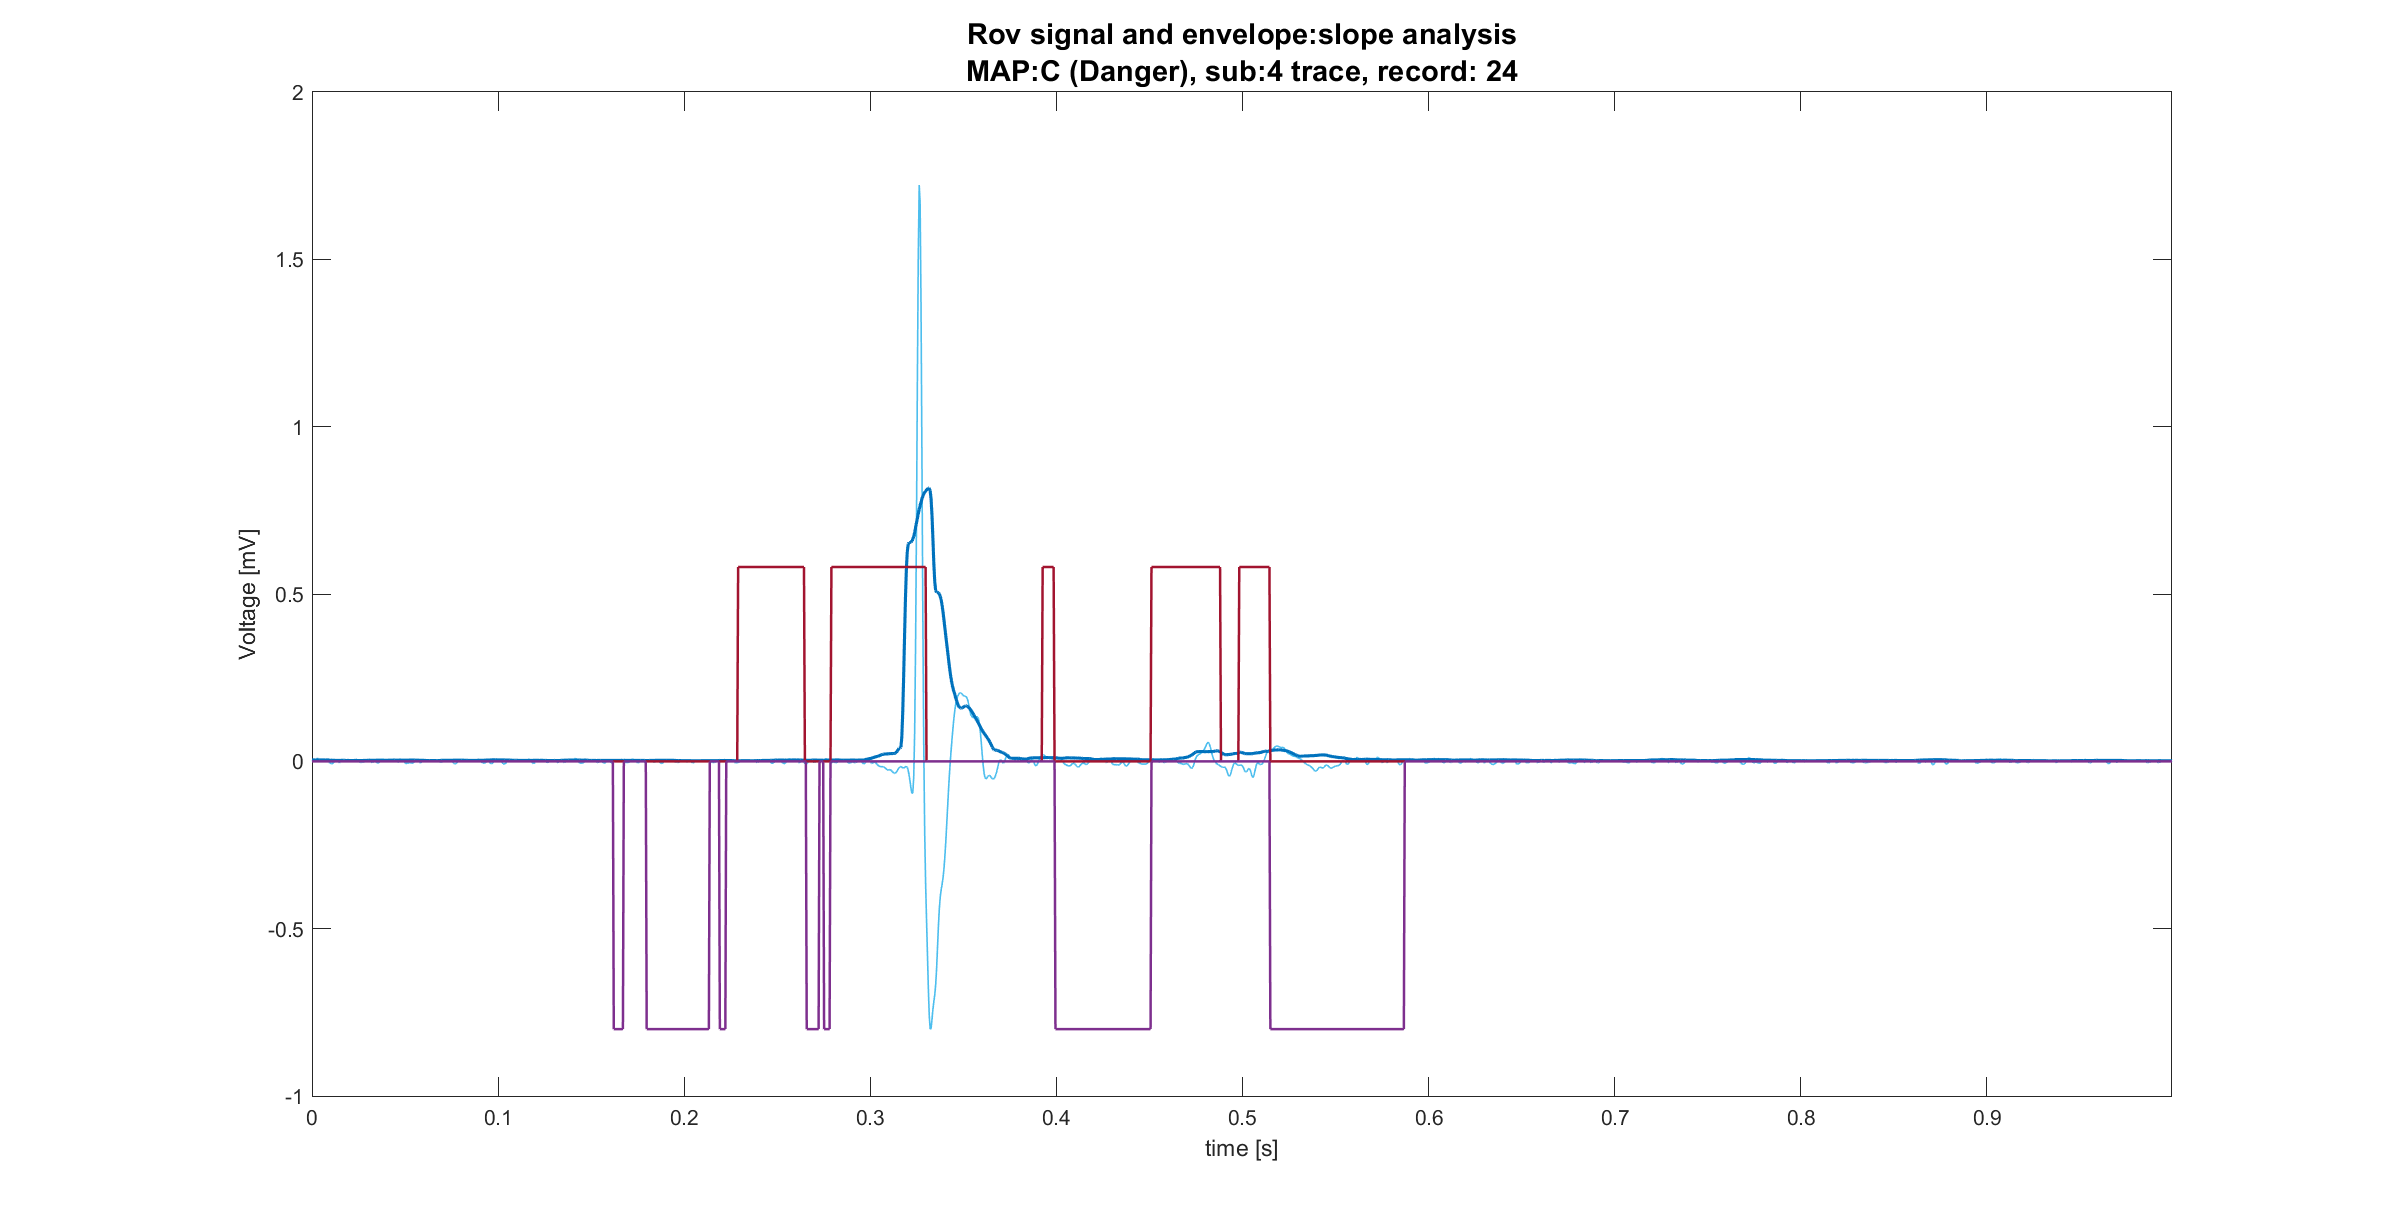 Rov signal and envelope:slope analysis
MAP:C (Danger), sub:4 trace, record: 24
2
1.5
1
0.5
0
-0.5
-1
Voltage [mV]
0 0.1 0.2 0.3 0.4 0.5 0.6 0.7 0.8 0.9
time [s]